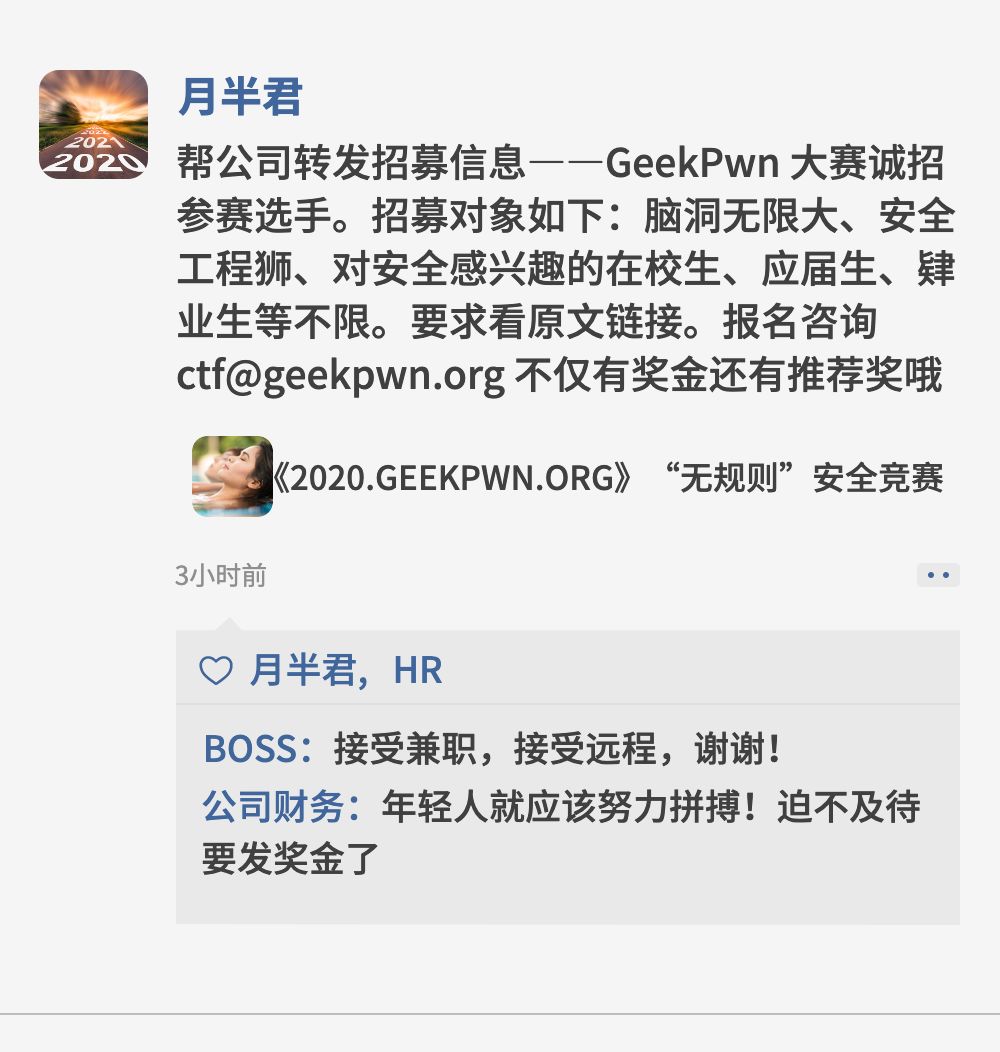 2022
2021
2020
月半君
帮公司转发招募信息——GeekPwn 大赛诚招
参赛选手。招募对象如下：脑洞无限大、安全
工程狮、对安全感兴趣的在校生、应届生、肄
业生等不限。要求看原文链接。报名咨询
ctf@geekpwn.org 不仅有奖金还有推荐奖哦
《2020.GEEKPWN.ORG》 “无规则”安全竞赛
3小时前
月半君, HR
BOSS：接受兼职，接受远程，谢谢！
公司财务：年轻人就应该努力拼搏！迫不及待
要发奖金了